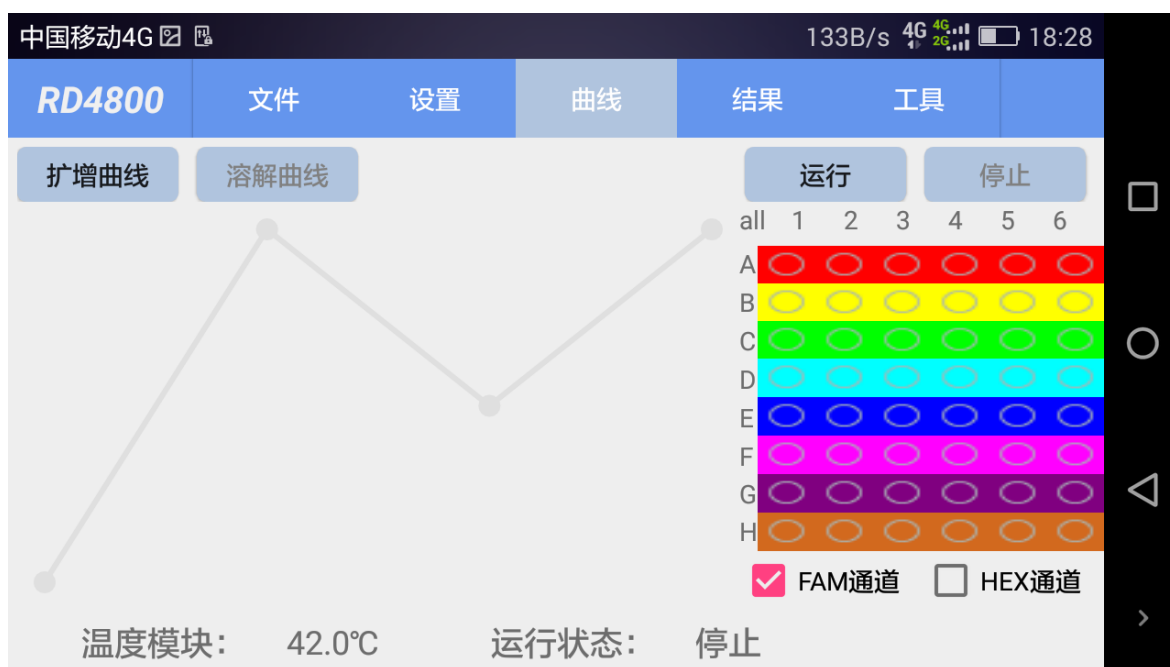 中国移动4G 133B/s 4G 4G 2G 18:28
RD4800 文件 设置 曲线 结果 工具
扩增曲线 溶解曲线 运行 停止
all 1 2 3 4 5 6
A
B
C
D
E
F
G
H
FAM通道 HEX通道
温度模块: 42.0℃ 运行状态: 停止